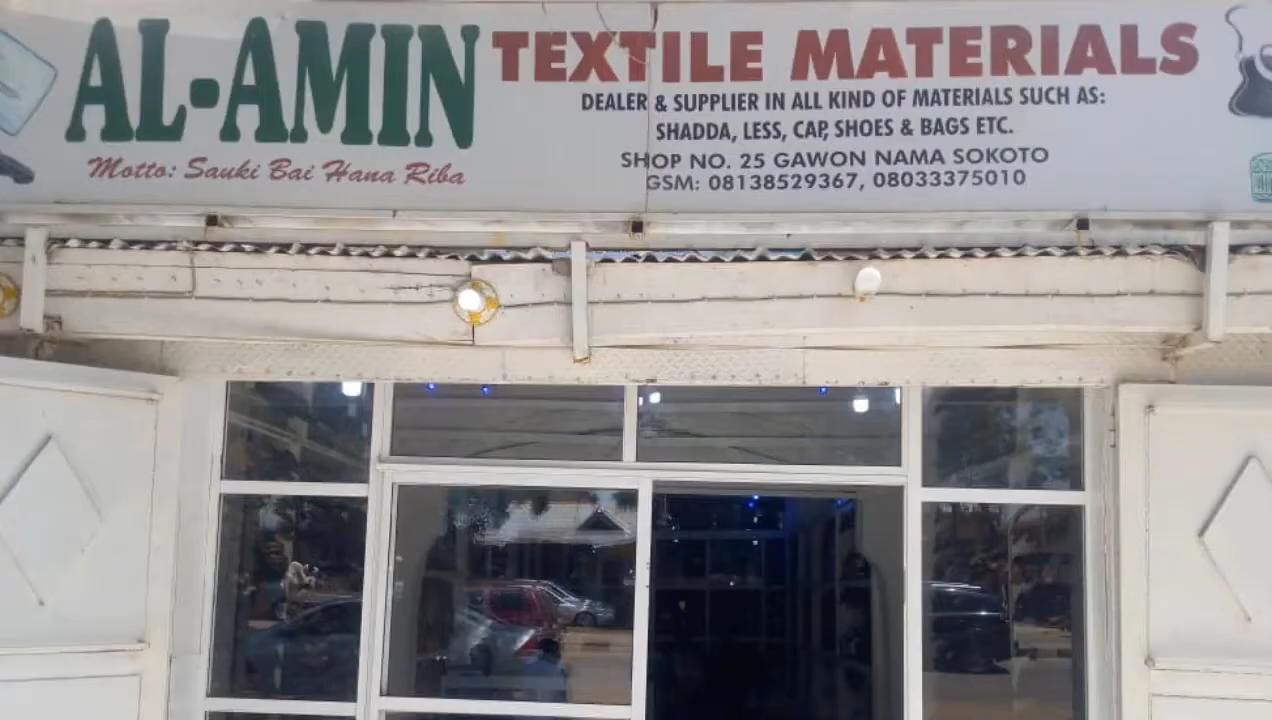 AL-AMIN TEXTILE MATERIALS
DEALER & SUPPLIER IN ALL KIND OF MATERIALS SUCH AS:
SHADDA, LESS, CAP, SHOES & BAGS ETC.
Motto: Sauki Bai Hana Riba
SHOP NO. 25 GAWON NAMA SOKOTO
GSM: 08138529367, 08033375010